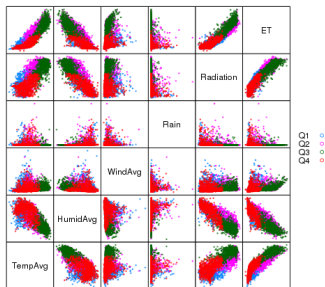 ET
Radiation
Rain
WindAvg
HumidAvg
TempAvg
Q1
Q2
Q3
Q4